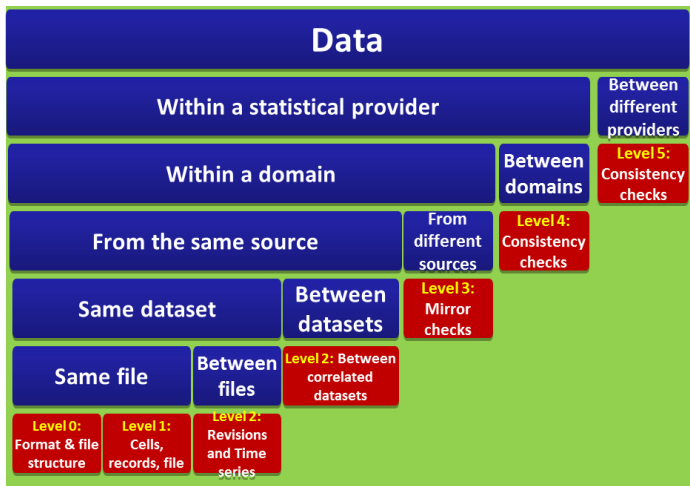 Data
Within a statistical provider
Between
different
providers
Within a domain
Between
domains
Level 5:
Consistency
checks
From the same source
From
different
sources
Level 4:
Consistency
checks
Same dataset
Between
datasets
Level 3:
Mirror
checks
Same file
Between
files
Level 2: Between
correlated
datasets
Level 0:
Format & file
structure
Level 1:
Cells,
records, file
Level 2:
Revisions
and Time
series